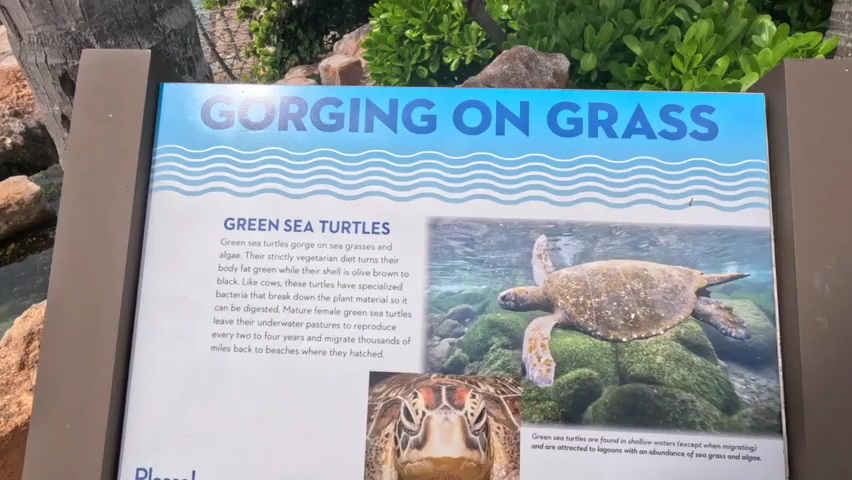 GORGING ON GRASS
GREEN SEA TURTLES
Green sea turtles gorge on sea grasses and
algae. Their strictly vegetarian diet turns their
body fat green while their shell is olive brown to
black. Like cows, these turtles have specialized
bacteria that break down the plant material so it
can be digested. Mature female green sea turtles
leave their underwater pastures to reproduce
every two to four years and migrate thousands of
miles back to beaches where they hatched.
Green sea turtles are found in shallow waters (except when migrating)
and are attracted to lagoons with an abundance of sea grass and algae.
Please!